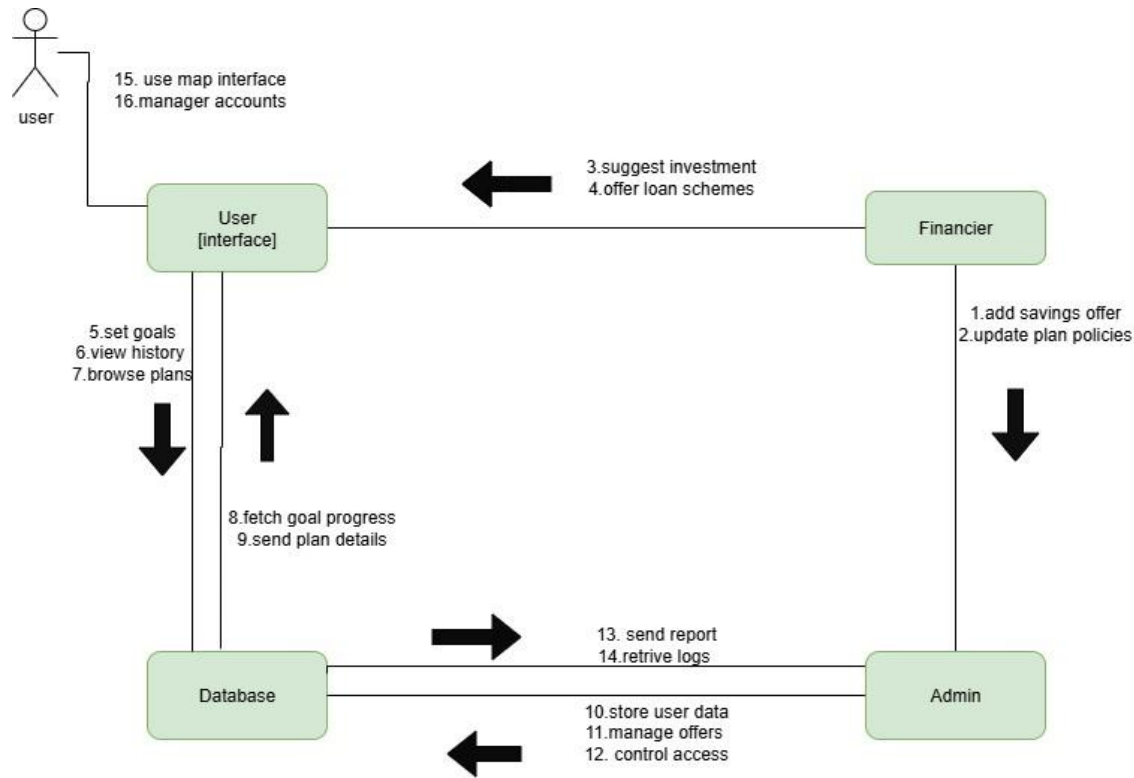 user
15. use map interface
16.manager accounts
3.suggest investment
4.offer loan schemes
User
[interface]
Financier
1.add savings offer
2.update plan policies
5.set goals
6.view history
7.browse plans
8.fetch goal progress
9.send plan details
13. send report
14.retrive logs
Database
Admin
10.store user data
11.manage offers
12. control access